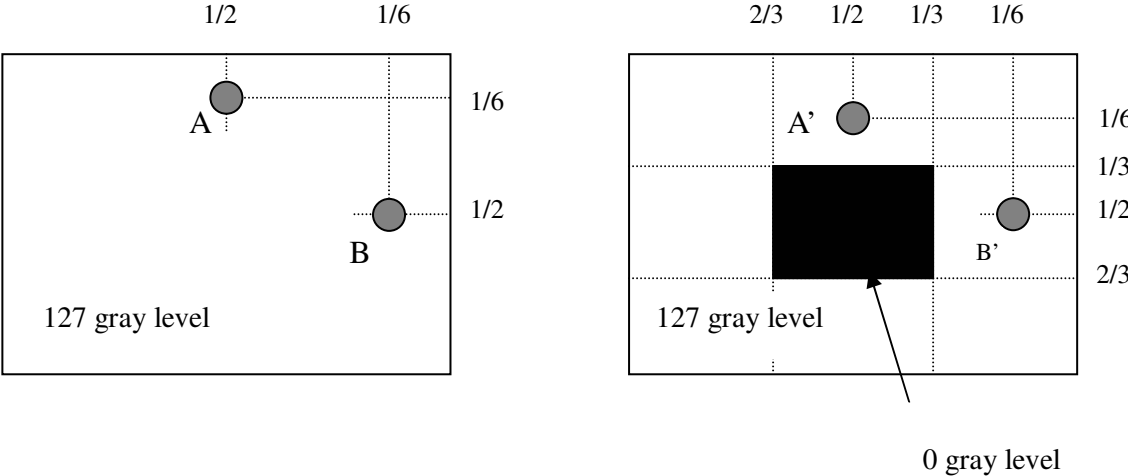 1/2 1/6
1/6
A
1/2
B
127 gray level
2/3 1/2 1/3 1/6
A’
1/6
1/3
1/2
B’
2/3
127 gray level
0 gray level